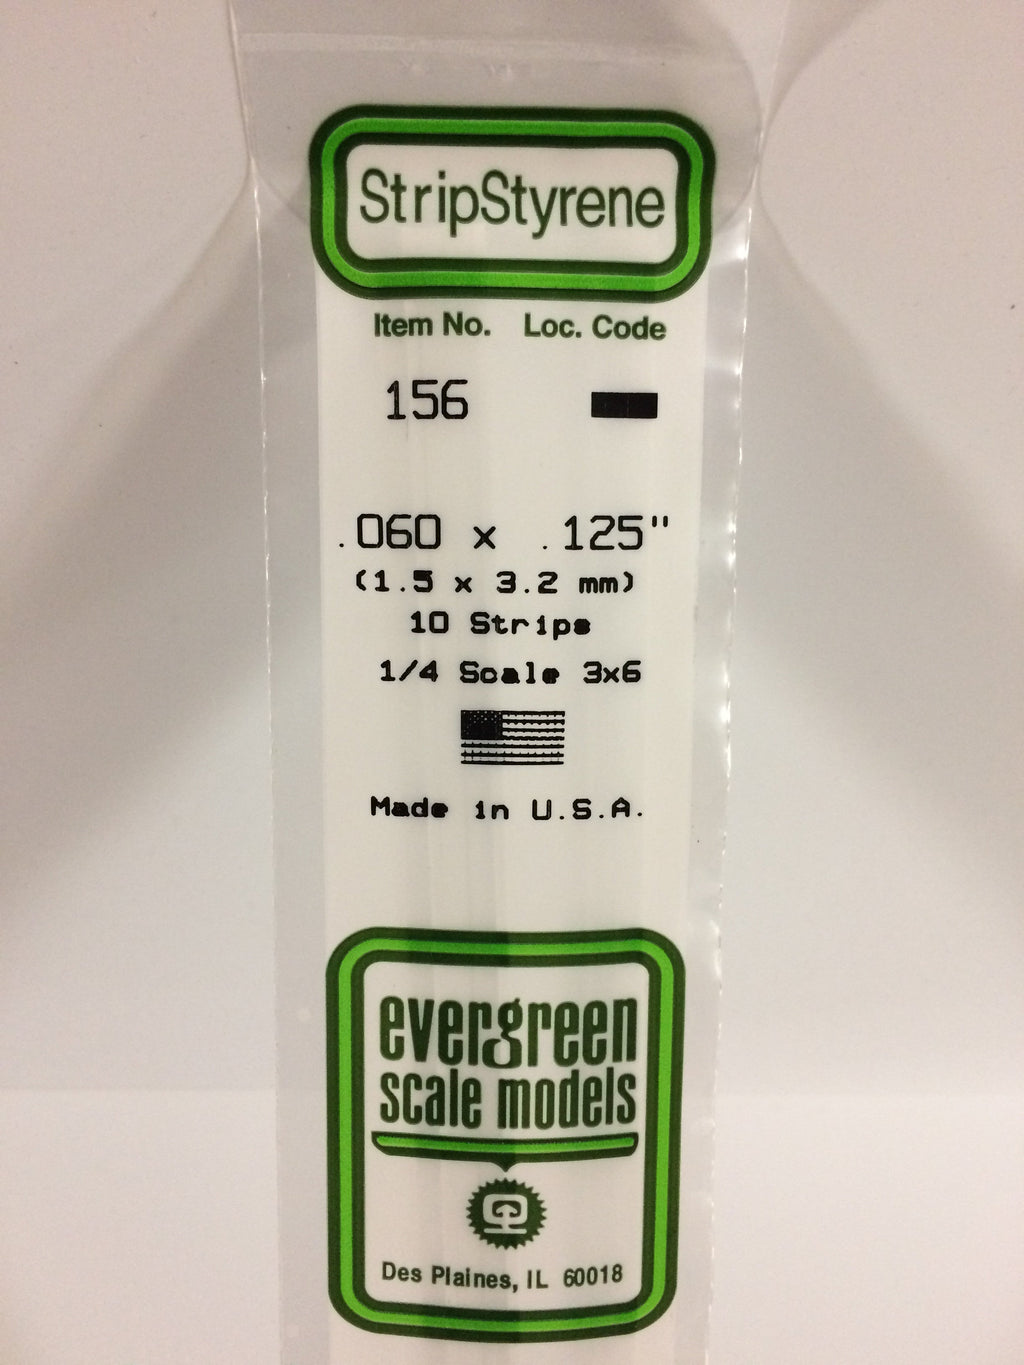 StripStyrene
Item No. Loc. Code
156
.060 x .125"
(1.5 x 3.2 mm)
10 Strips
1/4 Scale 3x6
Made in U.S.A.
evergreen
scale models
Des Plaines, IL 60018